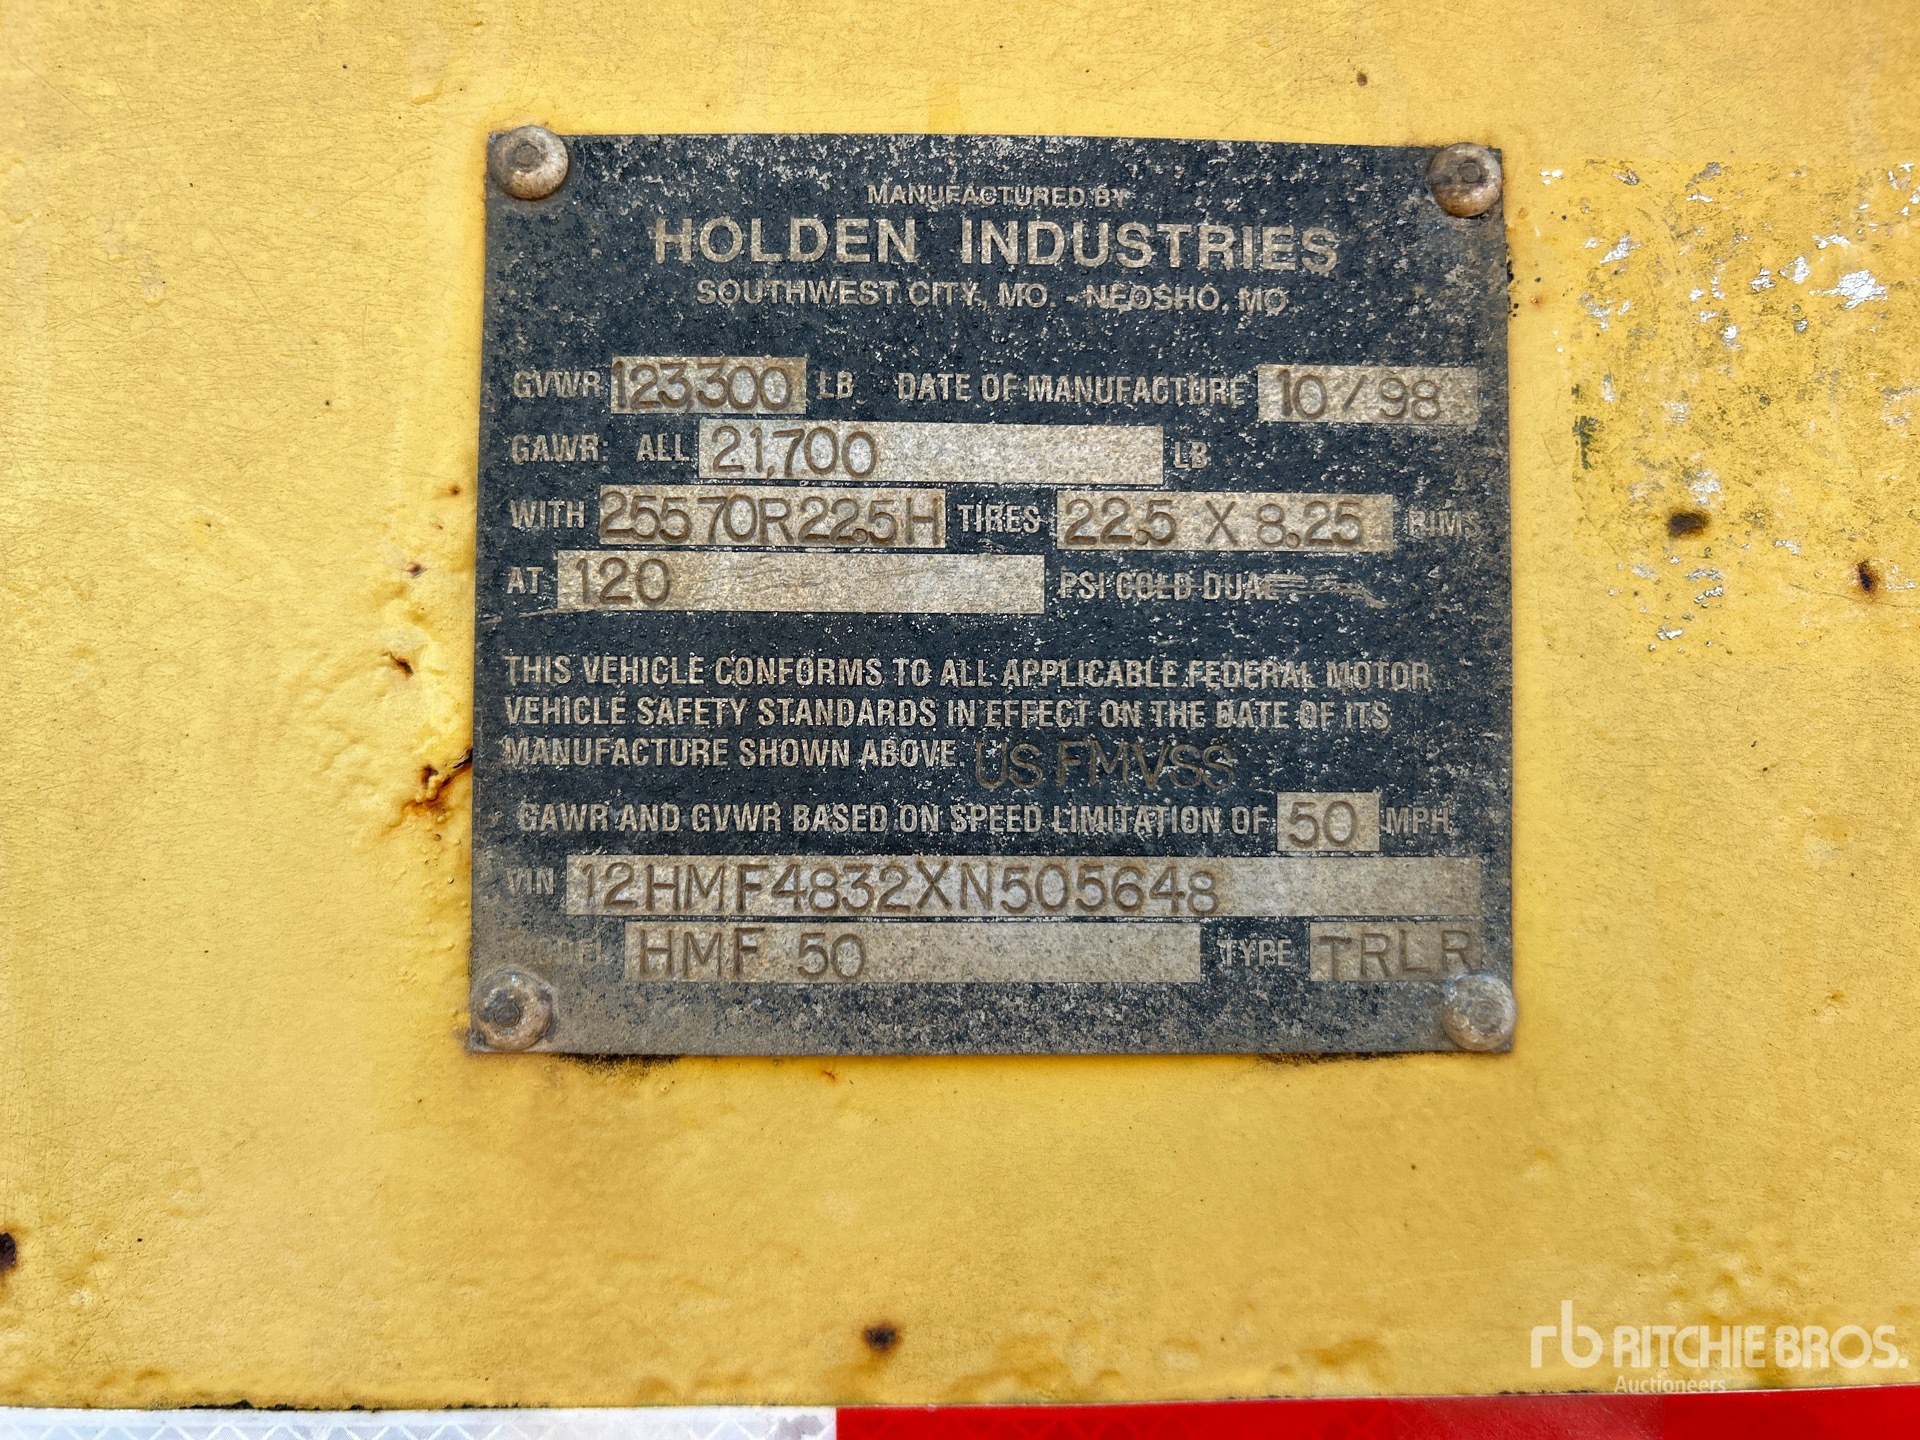 MANUFACTURED BY
HOLDEN INDUSTRIES
SOUTHWEST CITY, MO. - NEOSHO, MO.
GVWR 123300 LB DATE OF MANUFACTURE 10/98
GAWR: ALL 21,700 LB
WITH 25570R22.5H TIRES 22.5 X 8.25 RIMS
AT 120 PSI COLD DUAL
THIS VEHICLE CONFORMS TO ALL APPLICABLE FEDERAL MOTOR
VEHICLE SAFETY STANDARDS IN EFFECT ON THE DATE OF ITS
MANUFACTURE SHOWN ABOVE. US FMVSS
GAWR AND GVWR BASED ON SPEED LIMITATION OF 50 MPH
VIN 12HMF4832XN505648
MODEL HMF 50 TYPE TRLR
rb RITCHIE BROS.
Auctioneers